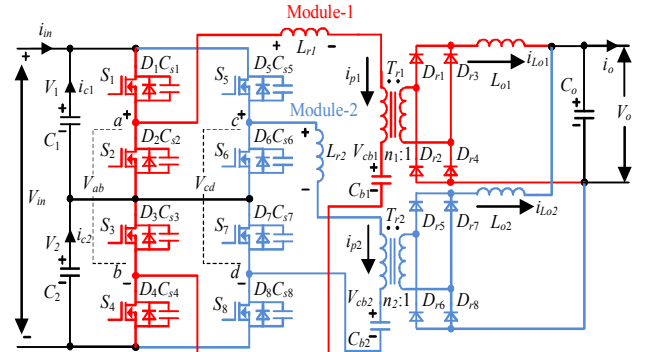 Module-1
Module-2
i_in
+
−
V_in
V_1
i_c1
+
−
C_1
V_2
i_c2
+
−
C_2
S_1
D_1C_s1
a
+
S_2
D_2C_s2
V_ab
S_3
D_3C_s3
b
−
S_4
D_4C_s4
S_5
D_5C_s5
c
+
S_6
D_6C_s6
V_cd
S_7
D_7C_s7
d
−
S_8
D_8C_s8
+
L_r1
−
+
L_r2
−
i_p1
T_r1
n_1:1
V_cb1
+
−
C_b1
i_p2
T_r2
n_2:1
V_cb2
+
−
C_b2
D_r1
D_r3
D_r2
D_r4
L_o1
i_Lo1
D_r5
D_r7
D_r6
D_r8
L_o2
i_Lo2
C_o
+
−
i_o
+
V_o
−